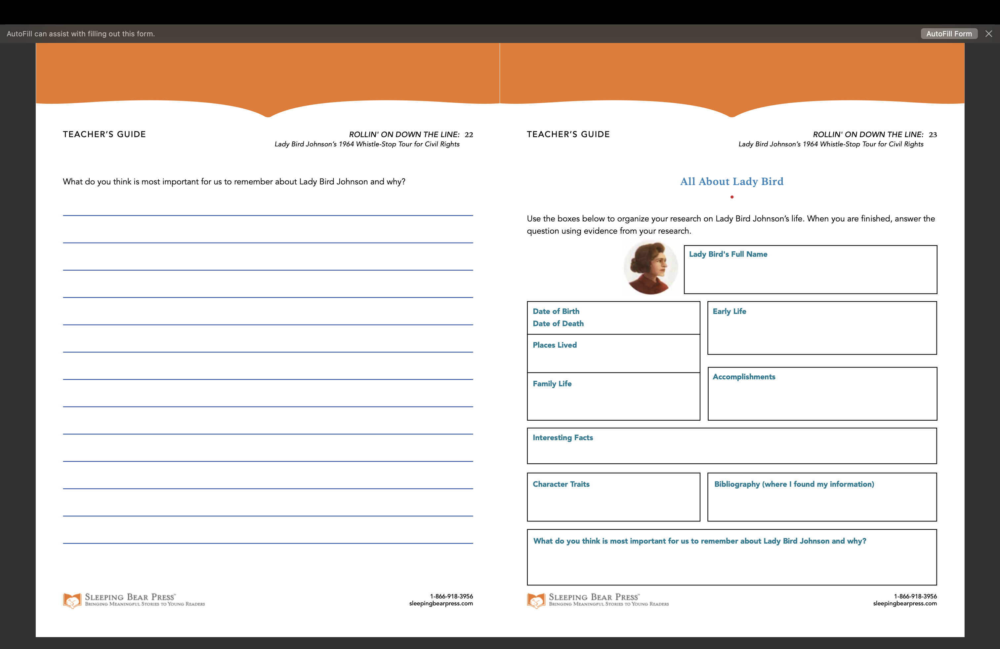 AutoFill can assist with filling out this form.
AutoFill Form
TEACHER’S GUIDE
ROLLIN' ON DOWN THE LINE: 22
Lady Bird Johnson’s 1964 Whistle-Stop Tour for Civil Rights
What do you think is most important for us to remember about Lady Bird Johnson and why?
SLEEPING BEAR PRESS™
BRINGING MEANINGFUL STORIES TO YOUNG READERS
1-866-918-3956
sleepingbearpress.com
TEACHER’S GUIDE
ROLLIN' ON DOWN THE LINE: 23
Lady Bird Johnson’s 1964 Whistle-Stop Tour for Civil Rights
All About Lady Bird
Use the boxes below to organize your research on Lady Bird Johnson’s life. When you are finished, answer the
question using evidence from your research.
Lady Bird's Full Name
Date of Birth
Date of Death
Early Life
Places Lived
Accomplishments
Family Life
Interesting Facts
Character Traits
Bibliography (where I found my information)
What do you think is most important for us to remember about Lady Bird Johnson and why?
SLEEPING BEAR PRESS™
BRINGING MEANINGFUL STORIES TO YOUNG READERS
1-866-918-3956
sleepingbearpress.com